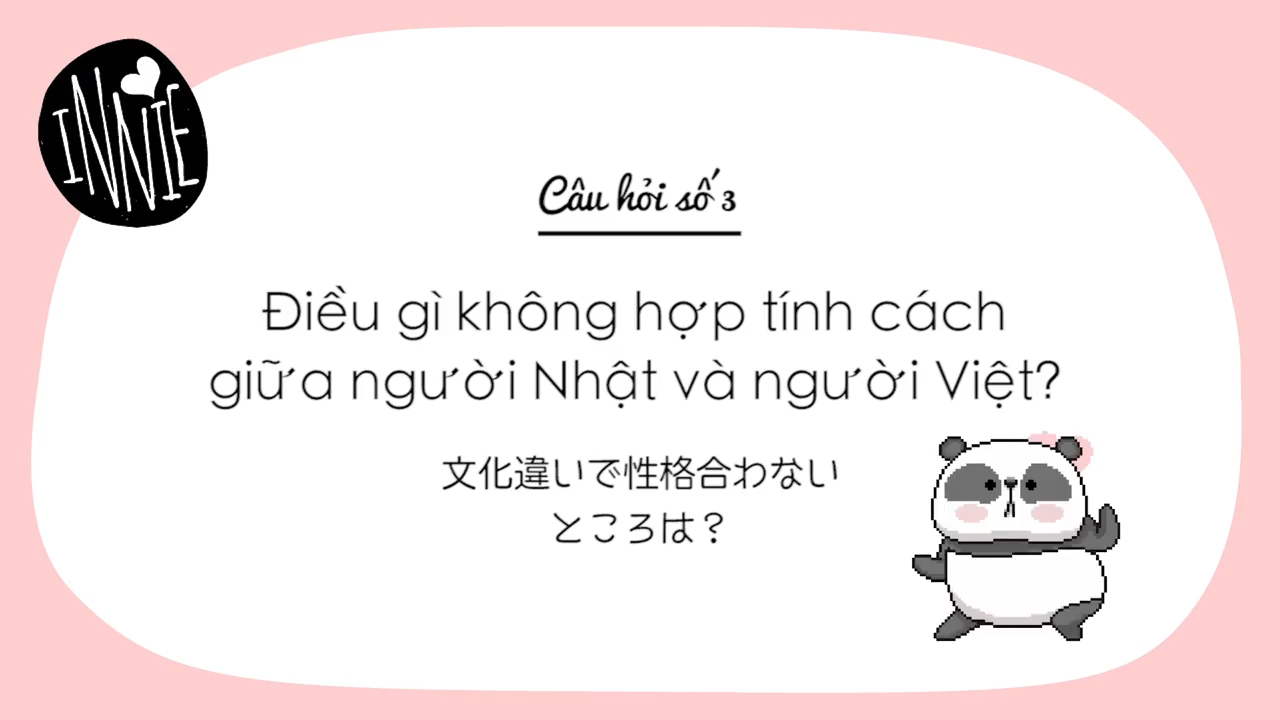 INNIE
Câu hỏi số 3
Điều gì không hợp tính cách
giữa người Nhật và người Việt?
文化違いで性格合わない
ところは？